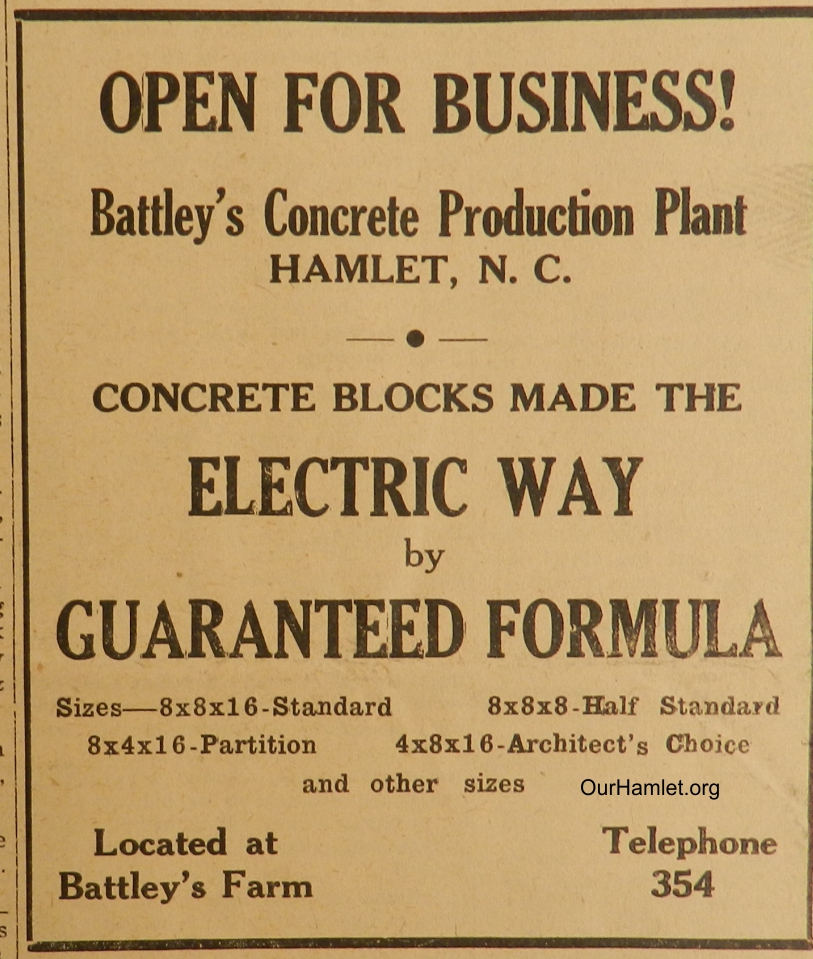 OPEN FOR BUSINESS!
Battley's Concrete Production Plant
HAMLET, N. C.
CONCRETE BLOCKS MADE THE
ELECTRIC WAY
by
GUARANTEED FORMULA
Sizes—8x8x16-Standard 8x8x8-Half Standard
8x4x16-Partition 4x8x16-Architect's Choice
and other sizes
OurHamlet.org
Located at
Battley's Farm
Telephone
354